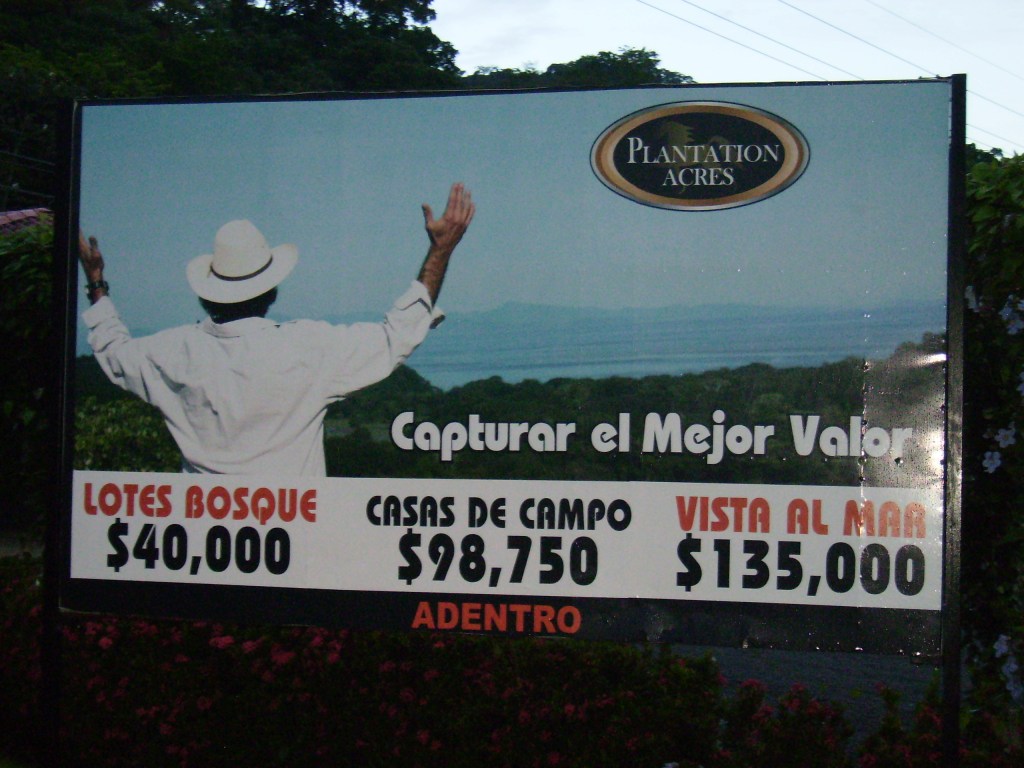 PLANTATION
ACRES
Capturar el Mejor Valor
LOTES BOSQUE
$40,000
CASAS DE CAMPO
$98,750
VISTA AL MAR
$135,000
ADENTRO